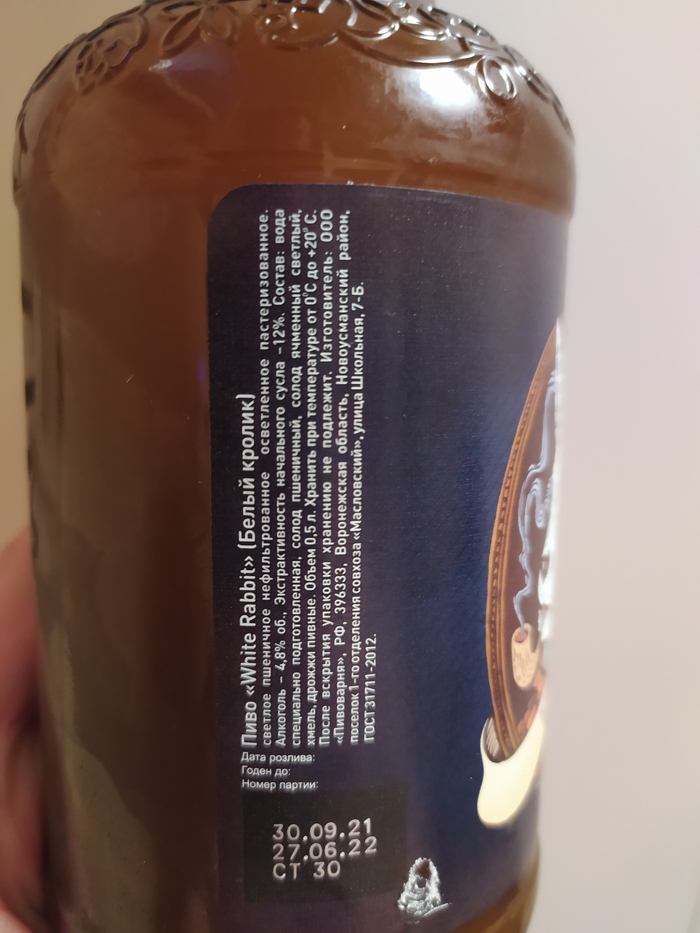 Пиво «White Rabbit» (Белый кролик)
светлое пшеничное нефильтрованное осветленное пастеризованное.
Алкоголь – 4,8% об., Экстрактивность начального сусла –12%. Состав: вода
специально подготовленная, солод пшеничный, солод ячменный светлый,
хмель, дрожжи пивные. Объем 0,5 л. Хранить при температуре от 0°С до +20°С.
После вскрытия упаковки хранению не подлежит. Изготовитель: ООО
«Пивоварня», РФ, 396333, Воронежская область, Новоусманский район,
поселок 1-го отделения совхоза «Масловский», улица Школьная, 7-Б.
ГОСТ 31711-2012.
Дата розлива:
Годен до:
Номер партии:
30.09.21
27.06.22
СТ 30